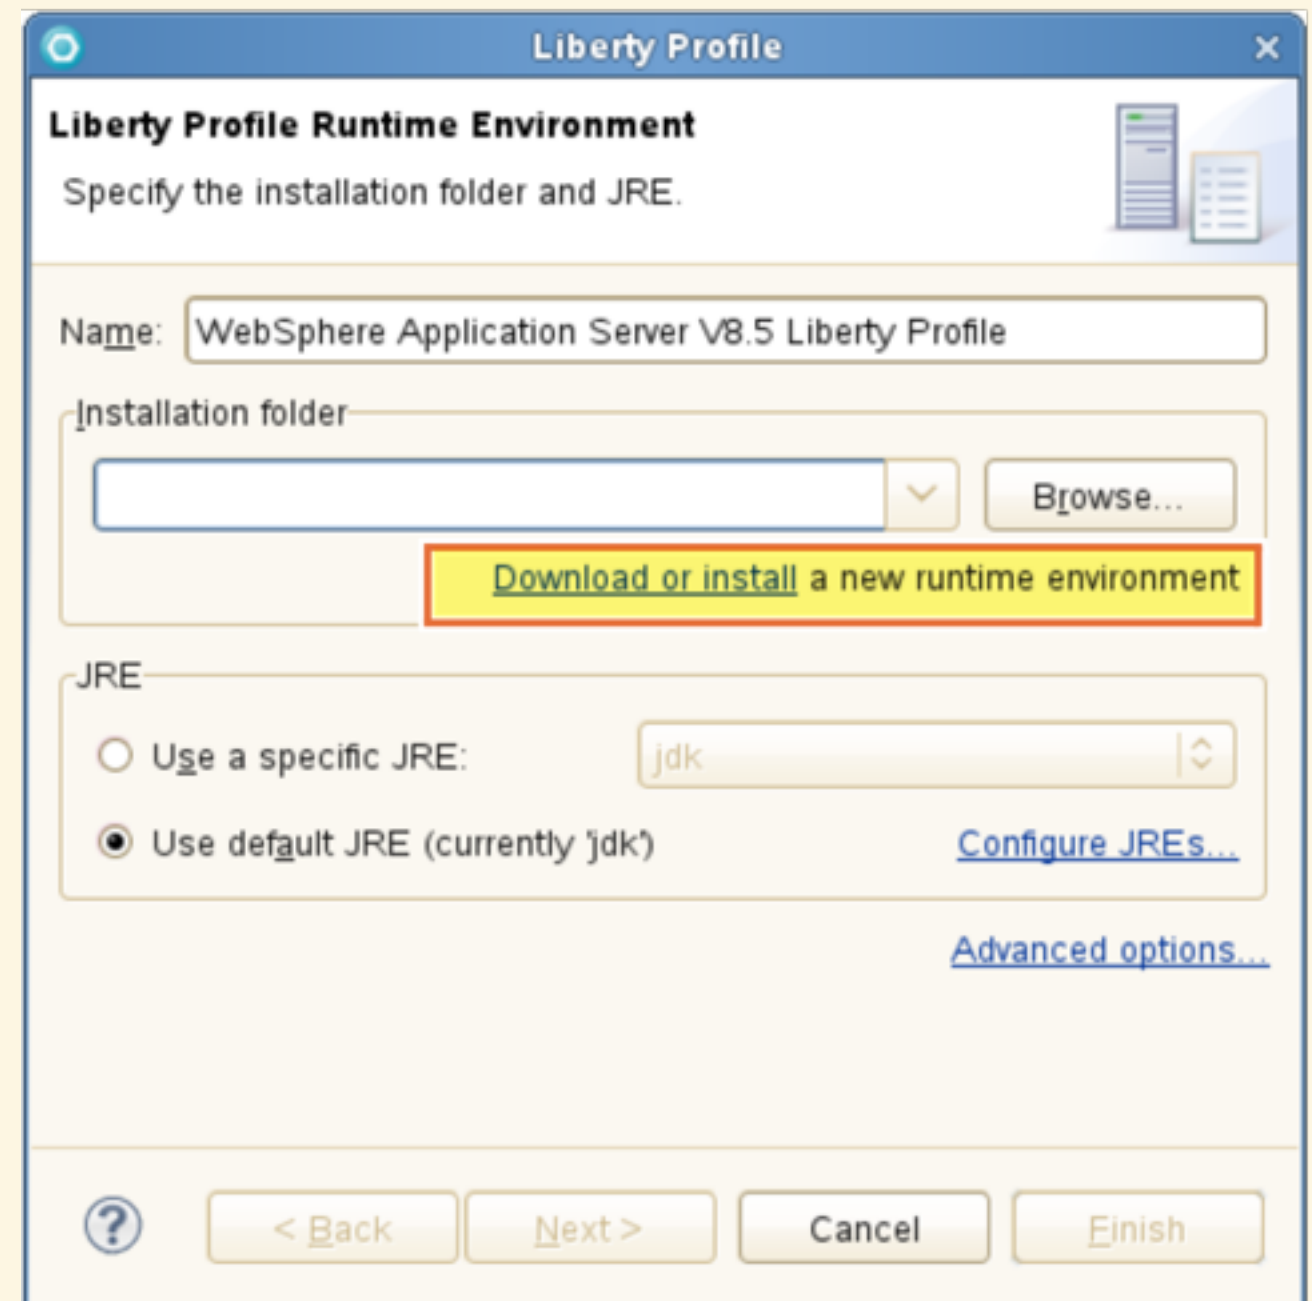 Liberty Profile
Liberty Profile Runtime Environment
Specify the installation folder and JRE.
Name: WebSphere Application Server V8.5 Liberty Profile
Installation folder
Browse...
Download or install a new runtime environment
JRE
Use a specific JRE: jdk
Use default JRE (currently 'jdk') Configure JREs...
Advanced options...
? < Back Next > Cancel Finish